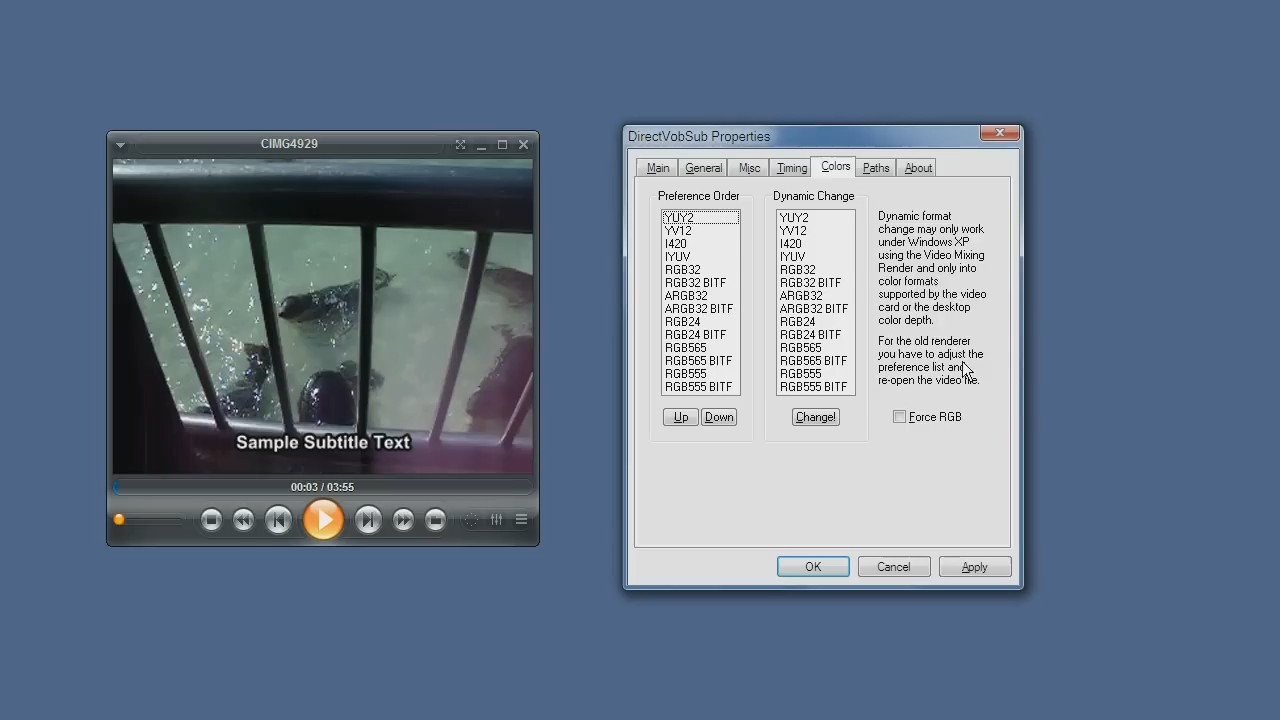 CIMG4929
Sample Subtitle Text
00:03 / 03:55
DirectVobSub Properties
Main
General
Misc
Timing
Colors
Paths
About
Preference Order
YUY2
YV12
I420
IYUV
RGB32
RGB32 BITF
ARGB32
ARGB32 BITF
RGB24
RGB24 BITF
RGB565
RGB565 BITF
RGB555
RGB555 BITF
Up
Down
Dynamic Change
YUY2
YV12
I420
IYUV
RGB32
RGB32 BITF
ARGB32
ARGB32 BITF
RGB24
RGB24 BITF
RGB565
RGB565 BITF
RGB555
RGB555 BITF
Change!
Dynamic format
change may only work
under Windows XP
using the Video Mixing
Render and only into
color formats
supported by the video
card or the desktop
color depth.
For the old renderer
you have to adjust the
preference list and
re-open the video file.
Force RGB
OK
Cancel
Apply